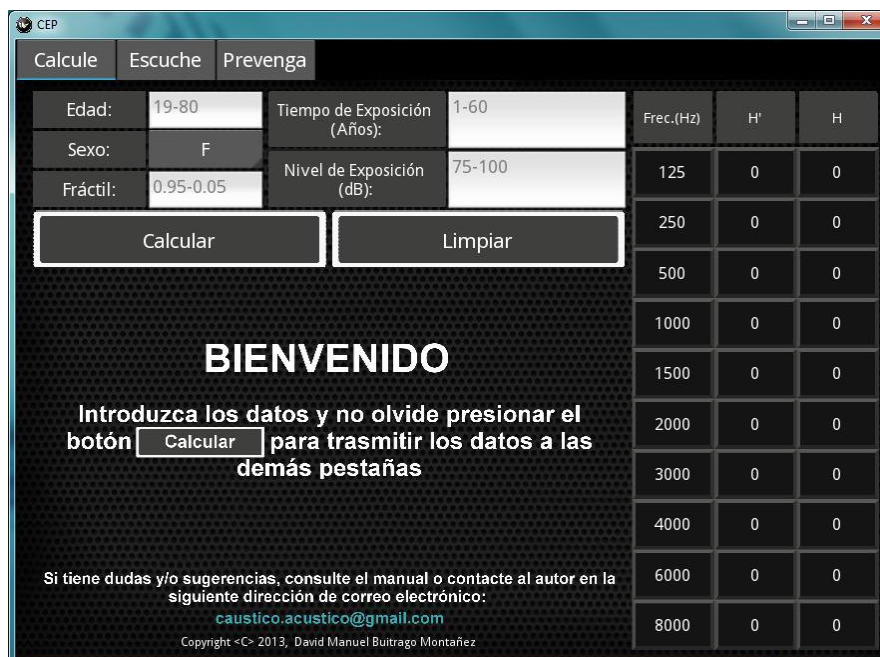 CEP
Calcule Escuche Prevenga
Edad: 19-80
Sexo: F
Fráctil: 0.95-0.05
Tiempo de Exposición
(Años): 1-60
Nivel de Exposición
(dB): 75-100
Calcular Limpiar
BIENVENIDO
Introduzca los datos y no olvide presionar el
botón Calcular para trasmitir los datos a las
demás pestañas
Si tiene dudas y/o sugerencias, consulte el manual o contacte al autor en la
siguiente dirección de correo electrónico:
caustico.acustico@gmail.com
Copyright <C> 2013, David Manuel Buitrago Montañez
Frec.(Hz) H' H
125 0 0
250 0 0
500 0 0
1000 0 0
1500 0 0
2000 0 0
3000 0 0
4000 0 0
6000 0 0
8000 0 0